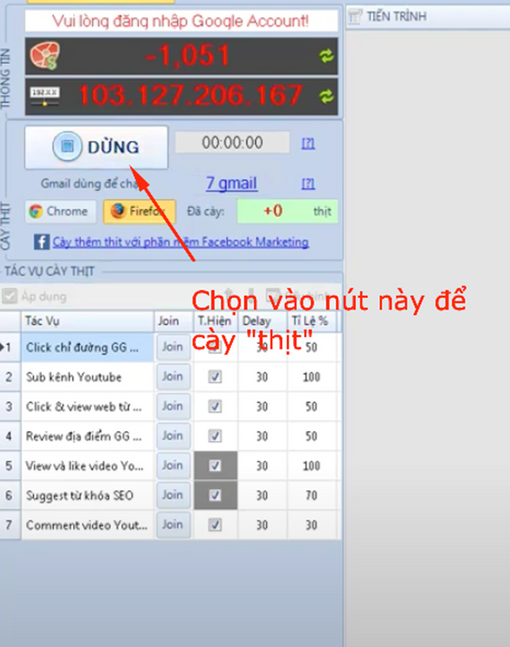 Vui lòng đăng nhập Google Account!
TIẾN TRÌNH
THÔNG TIN
-1,051
103.127.206.167
DỪNG
00:00:00
[?]
Gmail dùng để
7 gmail
[?]
CÀY THỊT
Chrome
Firefox
Đã cày:
+0
thịt
Cày thêm thịt với phần mềm Facebook Marketing
TÁC VỤ CÀY THỊT
Áp dụng
Chọn vào nút này để
cày "thịt"
Tác Vụ Join T.Hiện Delay Tỉ Lệ %
1 Click chỉ đường GG ... Join 30 50
2 Sub kênh Youtube Join 30 100
3 Click & view web từ ... Join 30 50
4 Review địa điểm GG ... Join 30 50
5 View và like video Yo... Join 30 100
6 Suggest từ khóa SEO Join 30 70
7 Comment video Yout... Join 30 30